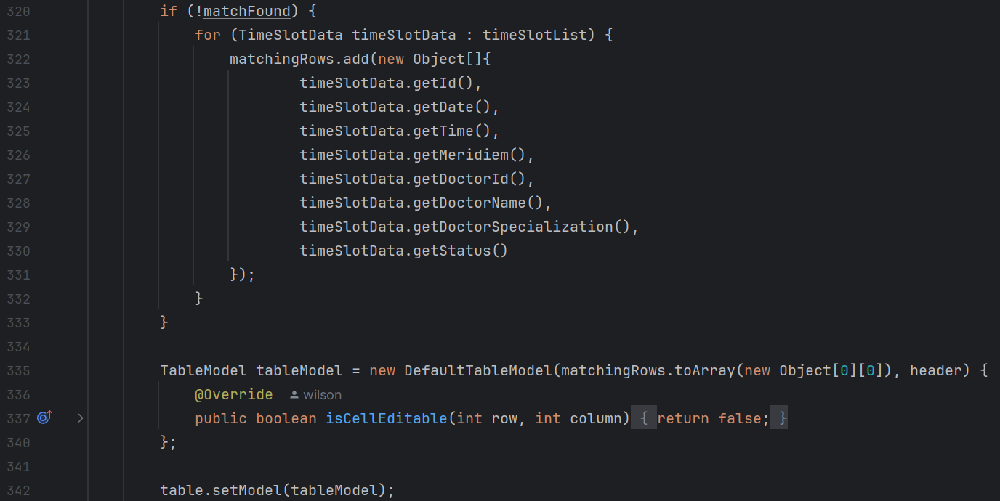 320 if (!matchFound) {
321 for (TimeSlotData timeSlotData : timeSlotList) {
322 matchingRows.add(new Object[]{
323 timeSlotData.getId(),
324 timeSlotData.getDate(),
325 timeSlotData.getTime(),
326 timeSlotData.getMeridiem(),
327 timeSlotData.getDoctorId(),
328 timeSlotData.getDoctorName(),
329 timeSlotData.getDoctorSpecialization(),
330 timeSlotData.getStatus()
331 });
332 }
333 }
334
335 TableModel tableModel = new DefaultTableModel(matchingRows.toArray(new Object[0][0]), header) {
336 @Override wilson
337 public boolean isCellEditable(int row, int column) { return false; }
340 };
341
342 table.setModel(tableModel);